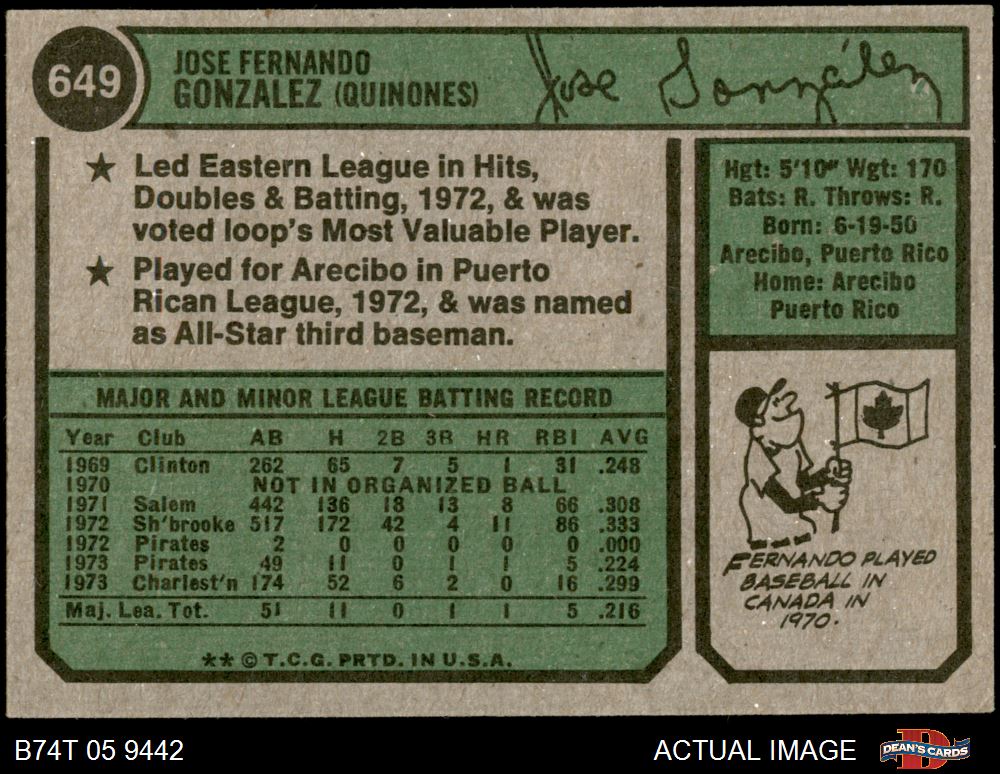 649
JOSE FERNANDO
GONZALEZ (QUINONES)
Jose González
★ Led Eastern League in Hits,
Doubles & Batting, 1972, & was
voted loop's Most Valuable Player.
★ Played for Arecibo in Puerto
Rican League, 1972, & was named
as All-Star third baseman.
MAJOR AND MINOR LEAGUE BATTING RECORD
Year Club AB H 2B 3B HR RBI AVG
1969 Clinton 262 65 7 5 1 31 .248
1970 NOT IN ORGANIZED BALL
1971 Salem 442 136 18 13 8 66 .308
1972 Sh'brooke 517 172 42 4 11 86 .333
1972 Pirates 2 0 0 0 0 0 .000
1973 Pirates 49 11 0 1 1 5 .224
1973 Charlest'n 174 52 6 2 0 16 .299
Maj. Lea. Tot. 51 11 0 1 1 5 .216
** © T.C.G. PRTD. IN U.S.A.
Hgt: 5'10" Wgt: 170
Bats: R. Throws: R.
Born: 6-19-50
Arecibo, Puerto Rico
Home: Arecibo
Puerto Rico
FERNANDO PLAYED
BASEBALL IN
CANADA IN
1970.
B74T 05 9442
ACTUAL IMAGE
DEAN'S CARDS